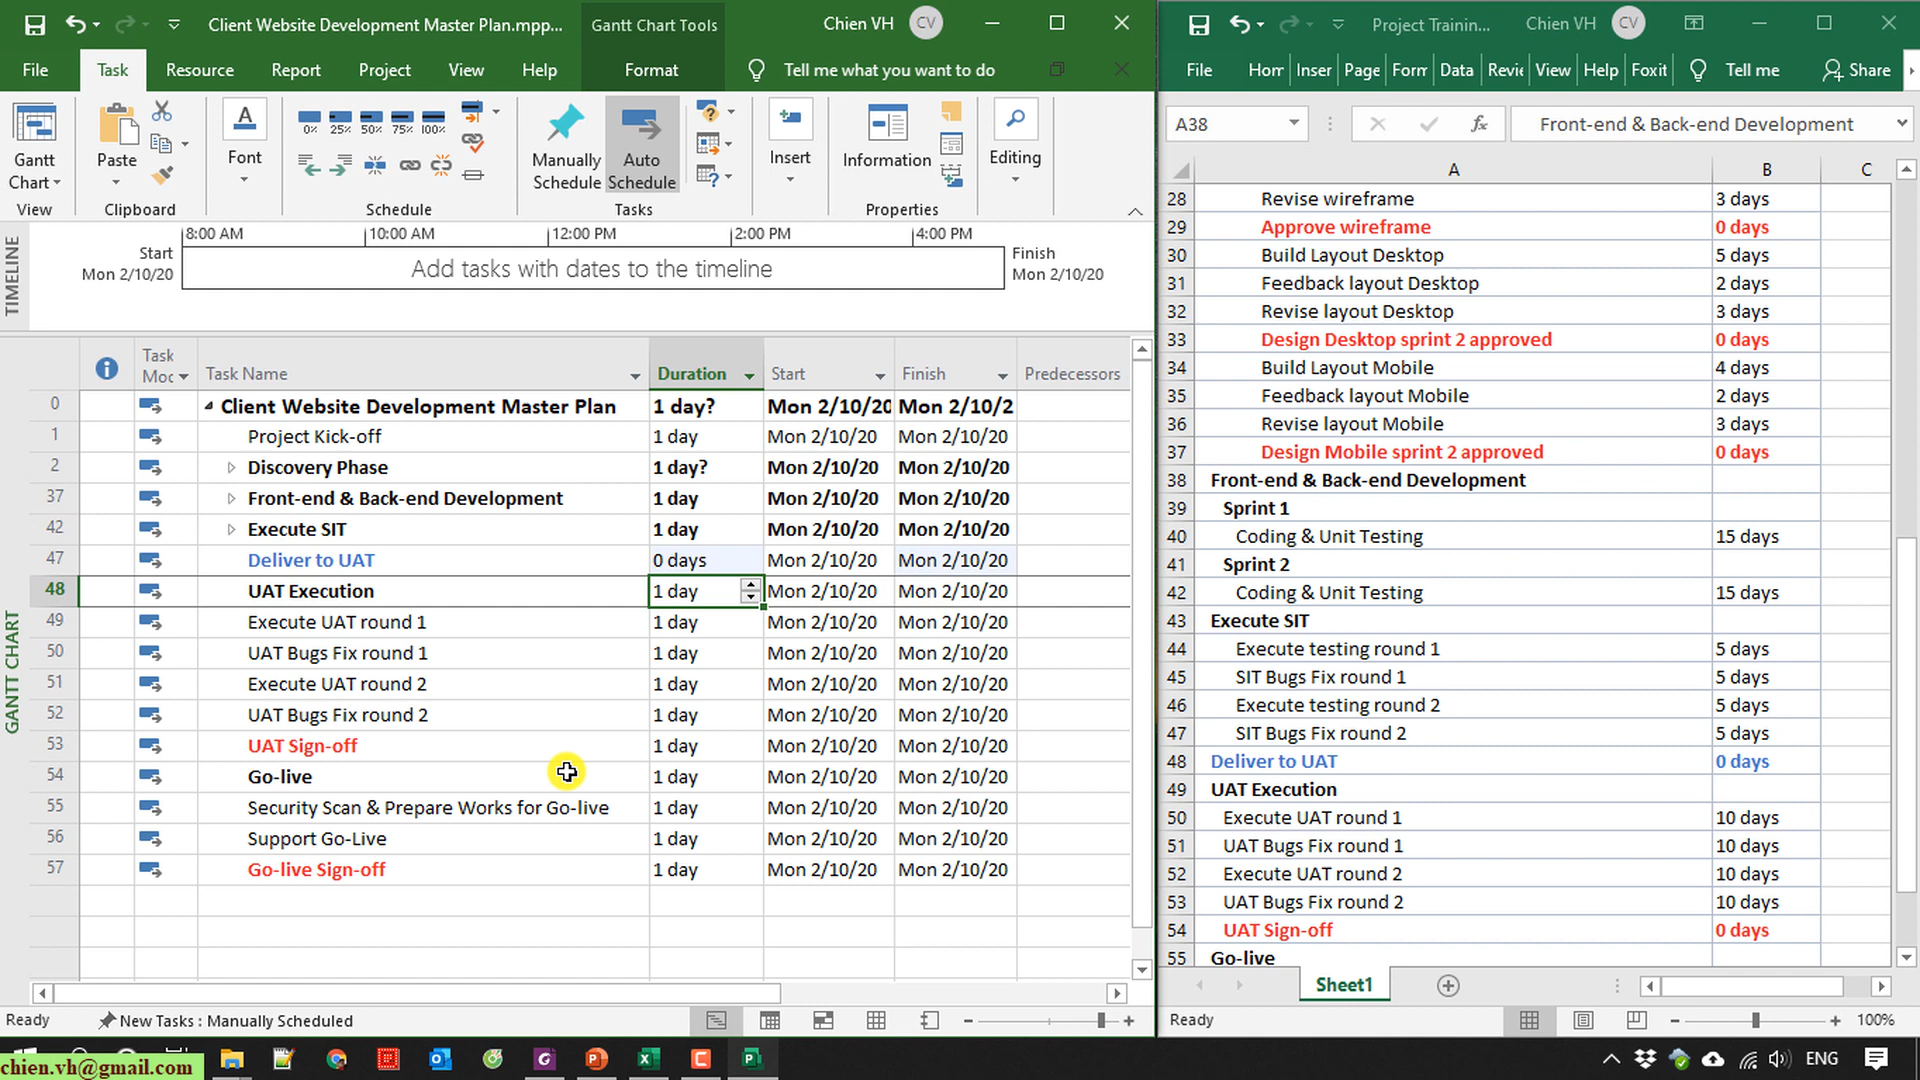 Client Website Development Master Plan.mpp...
Gantt Chart Tools
Chien VH
CV
File
Task
Resource
Report
Project
View
Help
Format
Tell me what you want to do
Gantt
Chart
View
Paste
Clipboard
Font
0%
25%
50%
75%
100%
Schedule
Manually
Schedule
Auto
Schedule
Tasks
Insert
Information
Properties
Editing
TIMELINE
8:00 AM
10:00 AM
12:00 PM
2:00 PM
4:00 PM
Start
Mon 2/10/20
Add tasks with dates to the timeline
Finish
Mon 2/10/20
GANTT CHART
Task
Moc
Task Name
Duration
Start
Finish
Predecessors
0 Client Website Development Master Plan 1 day? Mon 2/10/20 Mon 2/10/2
1 Project Kick-off 1 day Mon 2/10/20 Mon 2/10/20
2 Discovery Phase 1 day? Mon 2/10/20 Mon 2/10/20
37 Front-end & Back-end Development 1 day Mon 2/10/20 Mon 2/10/20
42 Execute SIT 1 day Mon 2/10/20 Mon 2/10/20
47 Deliver to UAT 0 days Mon 2/10/20 Mon 2/10/20
48 UAT Execution 1 day Mon 2/10/20 Mon 2/10/20
49 Execute UAT round 1 1 day Mon 2/10/20 Mon 2/10/20
50 UAT Bugs Fix round 1 1 day Mon 2/10/20 Mon 2/10/20
51 Execute UAT round 2 1 day Mon 2/10/20 Mon 2/10/20
52 UAT Bugs Fix round 2 1 day Mon 2/10/20 Mon 2/10/20
53 UAT Sign-off 1 day Mon 2/10/20 Mon 2/10/20
54 Go-live 1 day Mon 2/10/20 Mon 2/10/20
55 Security Scan & Prepare Works for Go-live 1 day Mon 2/10/20 Mon 2/10/20
56 Support Go-Live 1 day Mon 2/10/20 Mon 2/10/20
57 Go-live Sign-off 1 day Mon 2/10/20 Mon 2/10/20
Ready
New Tasks : Manually Scheduled
Project Trainin...
Chien VH
CV
File
Hom
Inser
Page
Form
Data
Revie
View
Help
Foxit
Tell me
Share
A38
fx
Front-end & Back-end Development
A
B
C
28 Revise wireframe 3 days
29 Approve wireframe 0 days
30 Build Layout Desktop 5 days
31 Feedback layout Desktop 2 days
32 Revise layout Desktop 3 days
33 Design Desktop sprint 2 approved 0 days
34 Build Layout Mobile 4 days
35 Feedback layout Mobile 2 days
36 Revise layout Mobile 3 days
37 Design Mobile sprint 2 approved 0 days
38 Front-end & Back-end Development
39 Sprint 1
40 Coding & Unit Testing 15 days
41 Sprint 2
42 Coding & Unit Testing 15 days
43 Execute SIT
44 Execute testing round 1 5 days
45 SIT Bugs Fix round 1 5 days
46 Execute testing round 2 5 days
47 SIT Bugs Fix round 2 5 days
48 Deliver to UAT 0 days
49 UAT Execution
50 Execute UAT round 1 10 days
51 UAT Bugs Fix round 1 10 days
52 Execute UAT round 2 10 days
53 UAT Bugs Fix round 2 10 days
54 UAT Sign-off 0 days
55 Go-live
Sheet1
Ready
100%
chien.vh@gmail.com
ENG